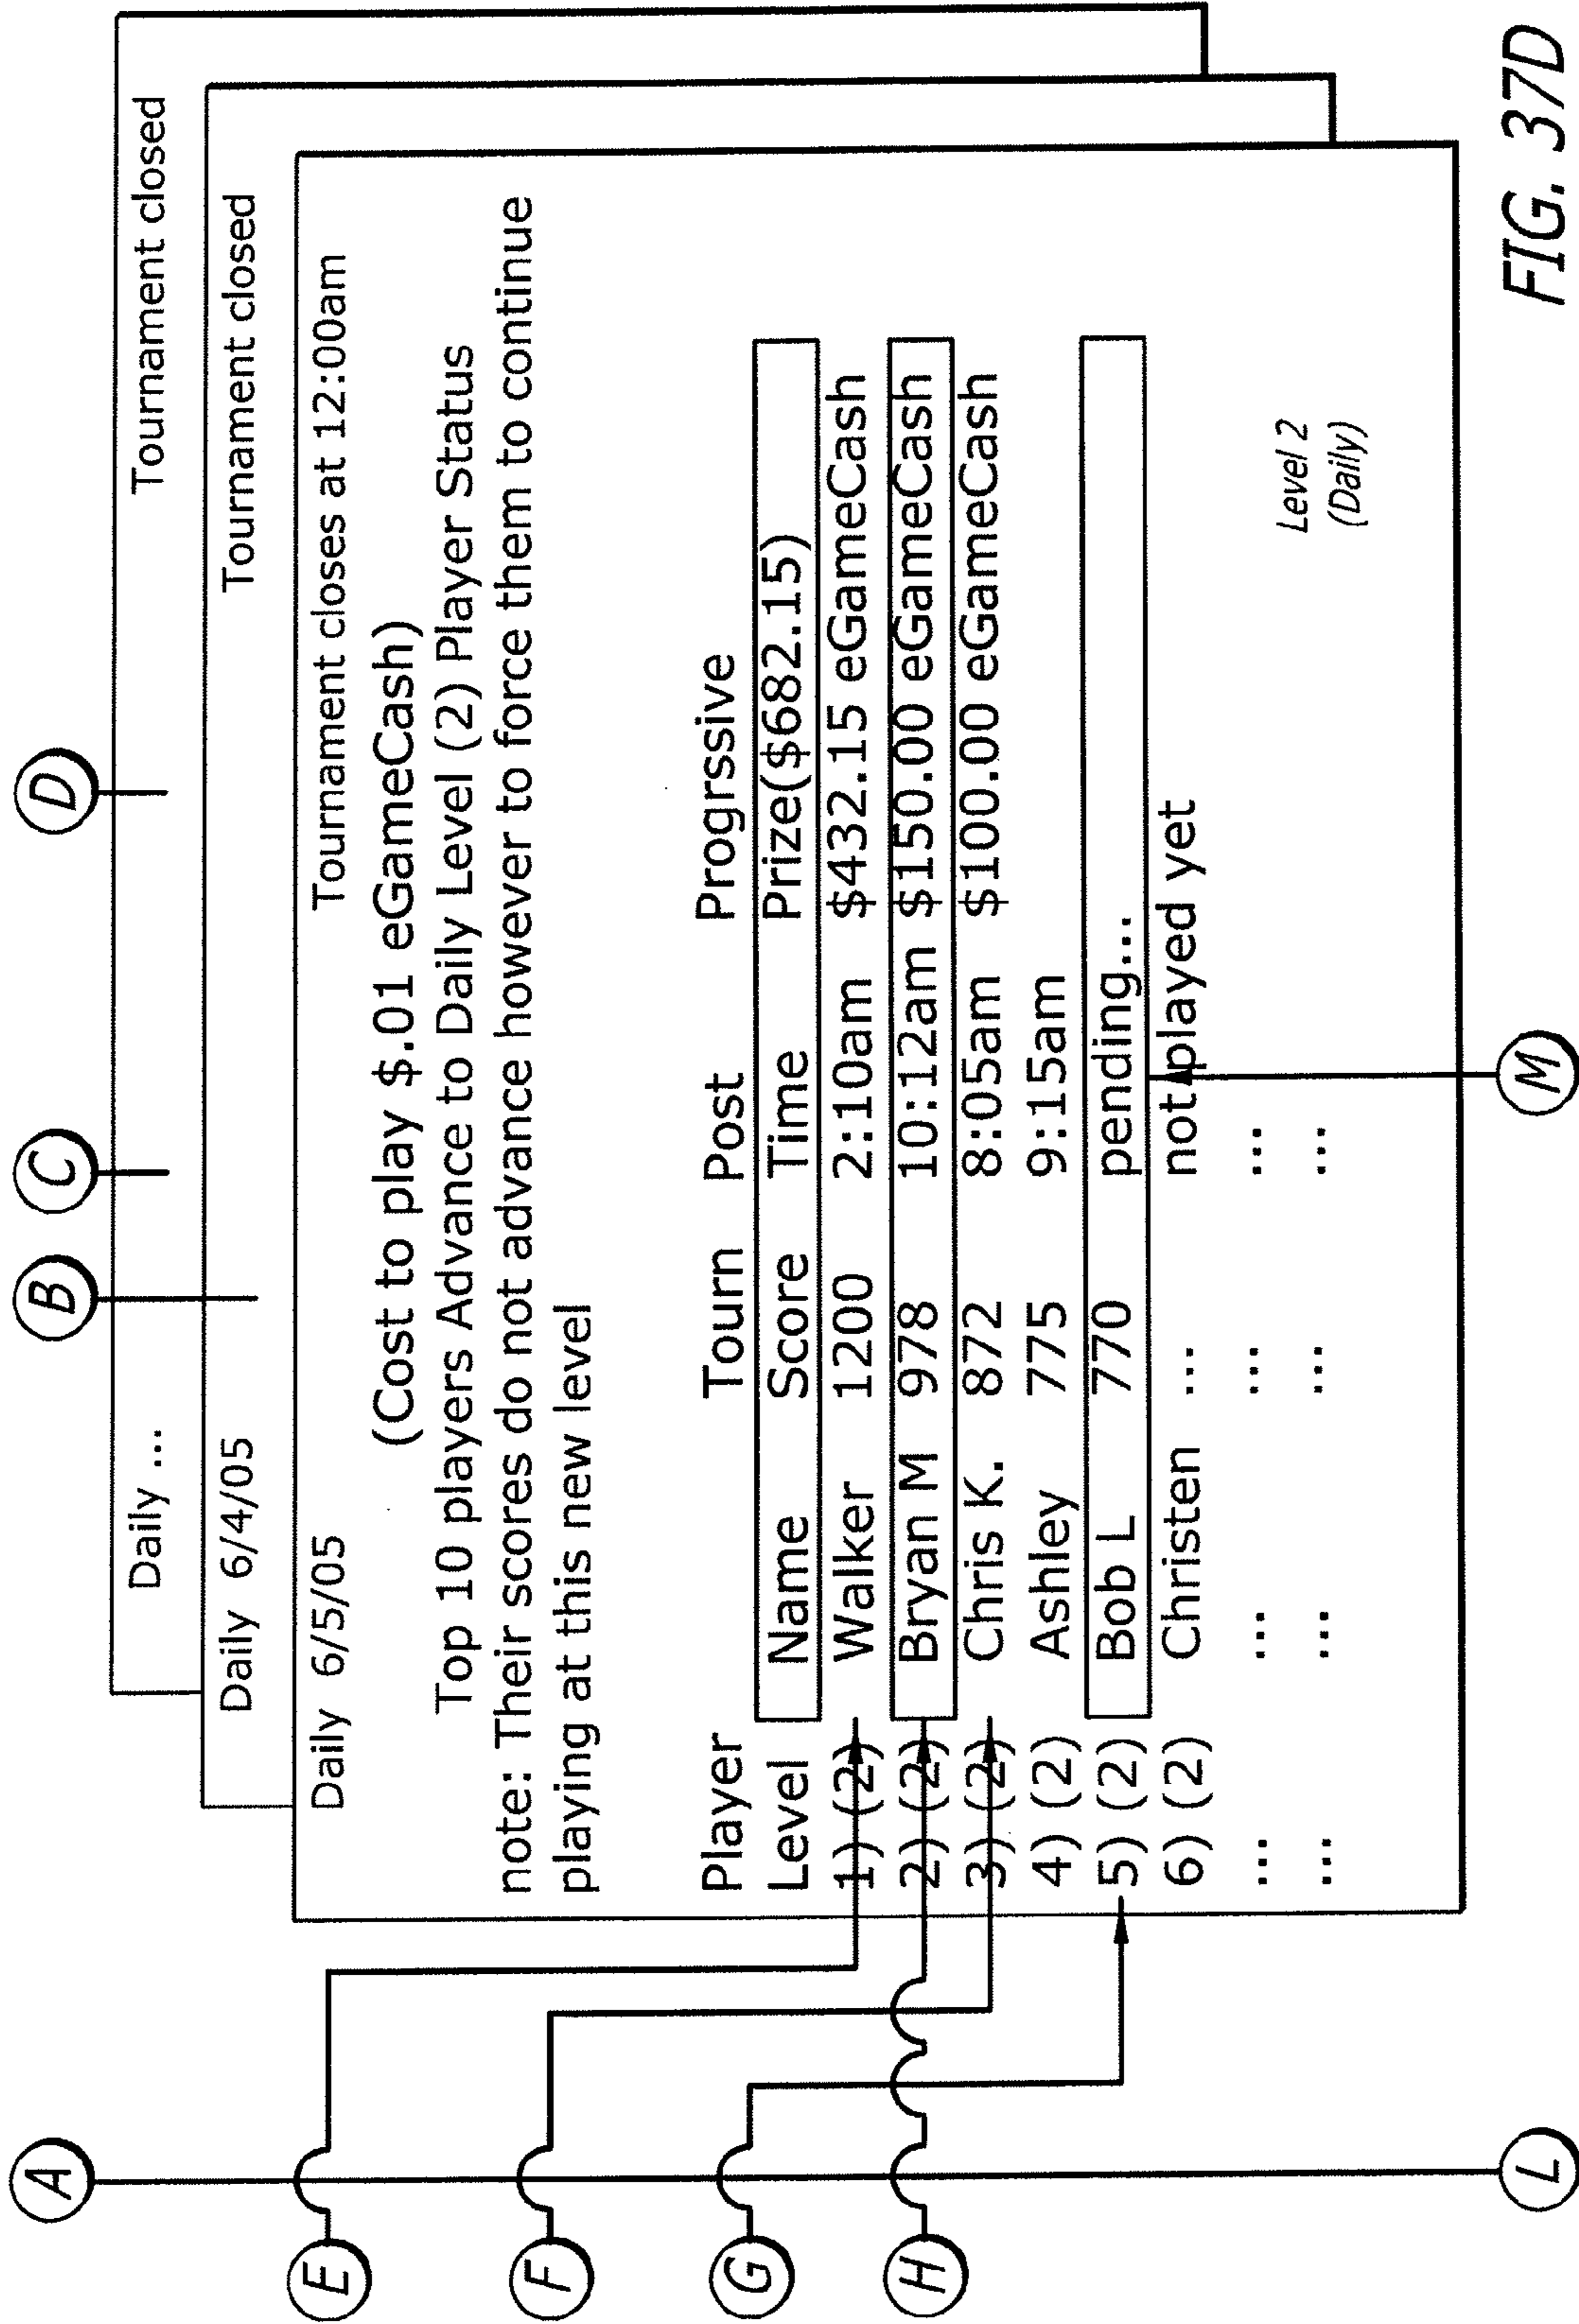 A
B
C
D
Daily ... Tournament closed
Daily 6/4/05 Tournament closed
Daily 6/5/05 Tournament closes at 12:00am
(Cost to play $.01 eGameCash)
Top 10 players Advance to Daily Level (2) Player Status
note: Their scores do not advance however to force them to continue
playing at this new level
Player Tourn Post Progrssive
Level Name Score Time Prize($682.15)
1) (2) Walker 1200 2:10am $432.15 eGameCash
2) (2) Bryan M 978 10:12am $150.00 eGameCash
3) (2) Chris K. 872 8:05am $100.00 eGameCash
4) (2) Ashley 775 9:15am
5) (2) Bob L 770 pending...
6) (2) Christen ... not played yet
... ... ... ...
... ... ... ...
Level 2
(Daily)
E
F
G
H
L
M
FIG. 37D